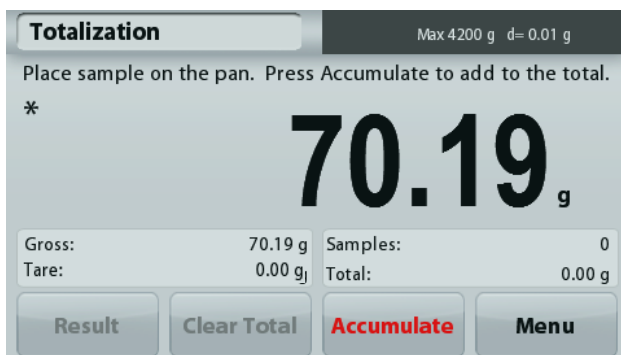 Totalization
Max 4200 g d= 0.01 g
Place sample on the pan. Press Accumulate to add to the total.
*
70.19 g
Gross: 70.19 g Samples: 0
Tare: 0.00 g Total: 0.00 g
Result Clear Total Accumulate Menu